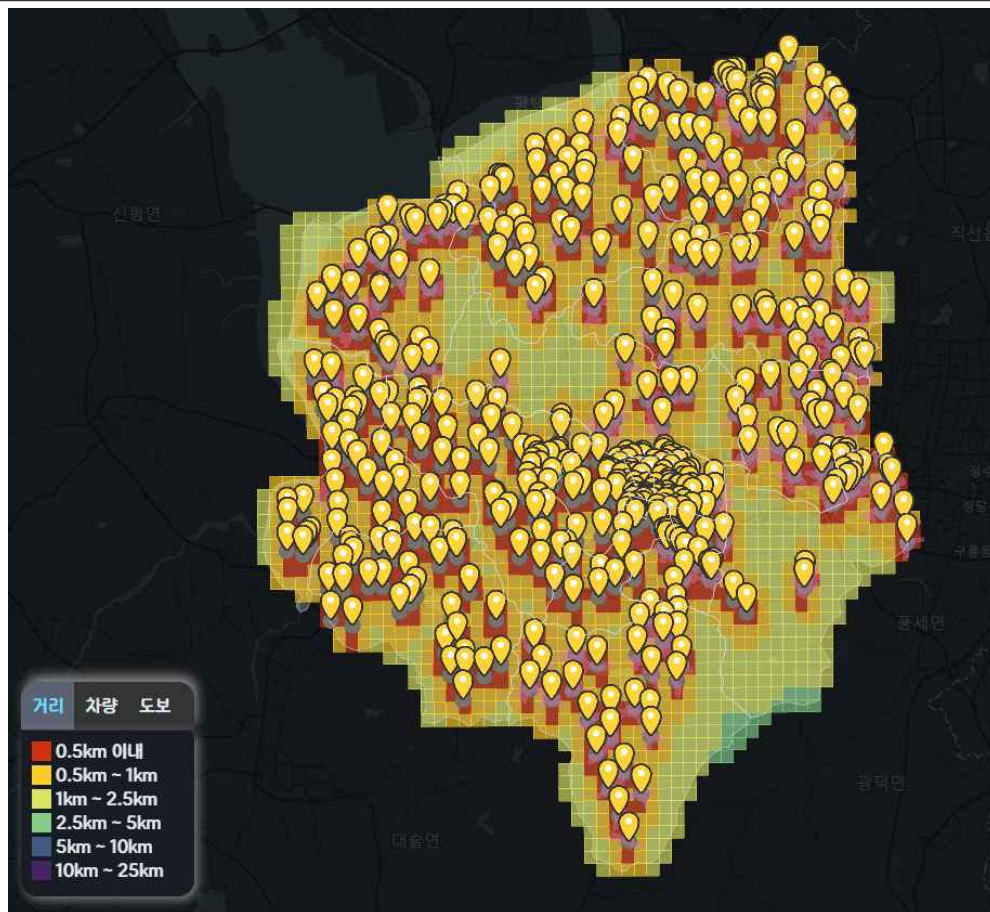 신평면
직산읍
풍세면
광덕면
대술면
거리 차량 도보
0.5km 이내
0.5km ~ 1km
1km ~ 2.5km
2.5km ~ 5km
5km ~ 10km
10km ~ 25km